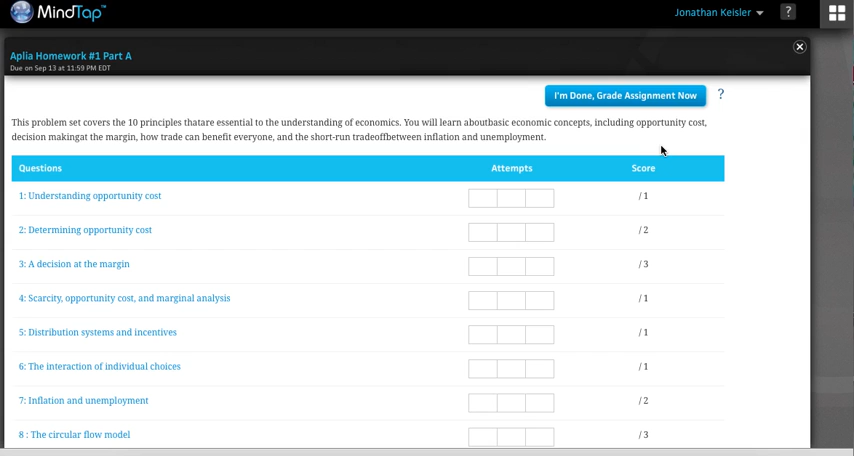 MindTap™
Jonathan Keisler
?
Aplia Homework #1 Part A
Due on Sep 13 at 11:59 PM EDT
I'm Done, Grade Assignment Now
?
This problem set covers the 10 principles thatare essential to the understanding of economics. You will learn aboutbasic economic concepts, including opportunity cost,
decision makingat the margin, how trade can benefit everyone, and the short-run tradeoffbetween inflation and unemployment.
Questions Attempts Score
1: Understanding opportunity cost / 1
2: Determining opportunity cost / 2
3: A decision at the margin / 3
4: Scarcity, opportunity cost, and marginal analysis / 1
5: Distribution systems and incentives / 1
6: The interaction of individual choices / 1
7: Inflation and unemployment / 2
8 : The circular flow model / 3